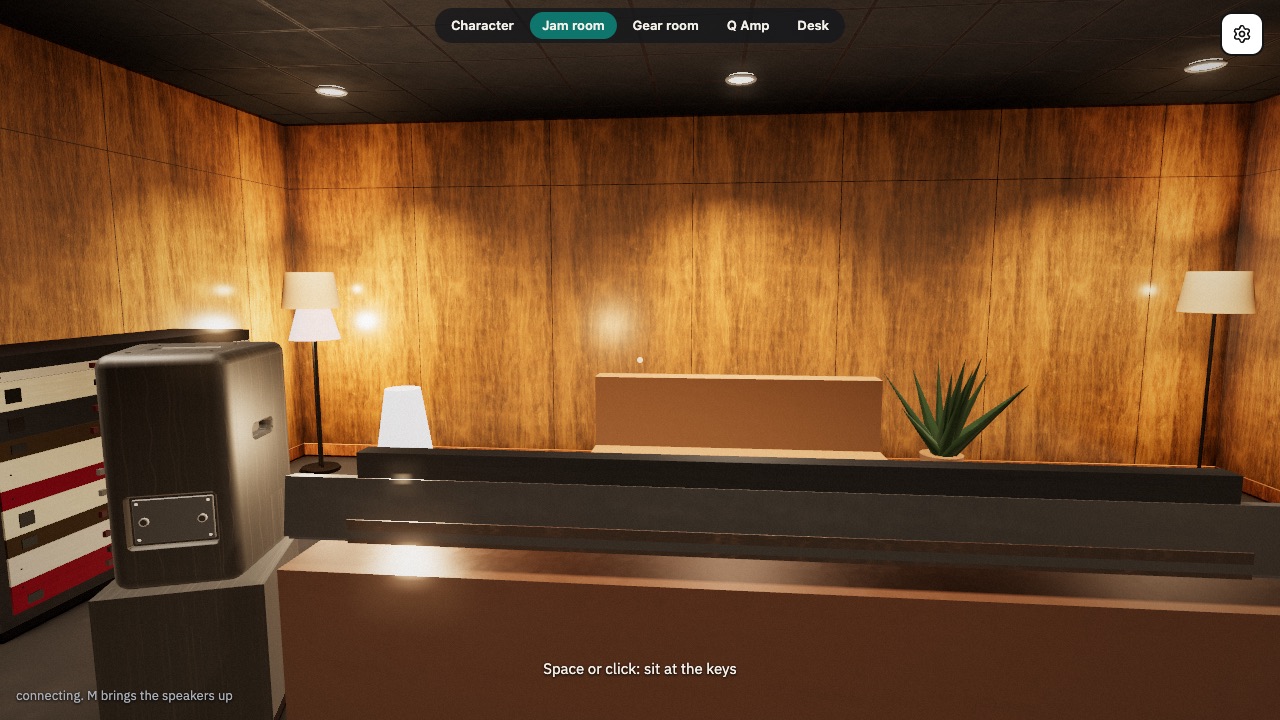 Character
Jam room
Gear room
Q Amp
Desk
Space or click: sit at the keys
connecting, M brings the speakers up